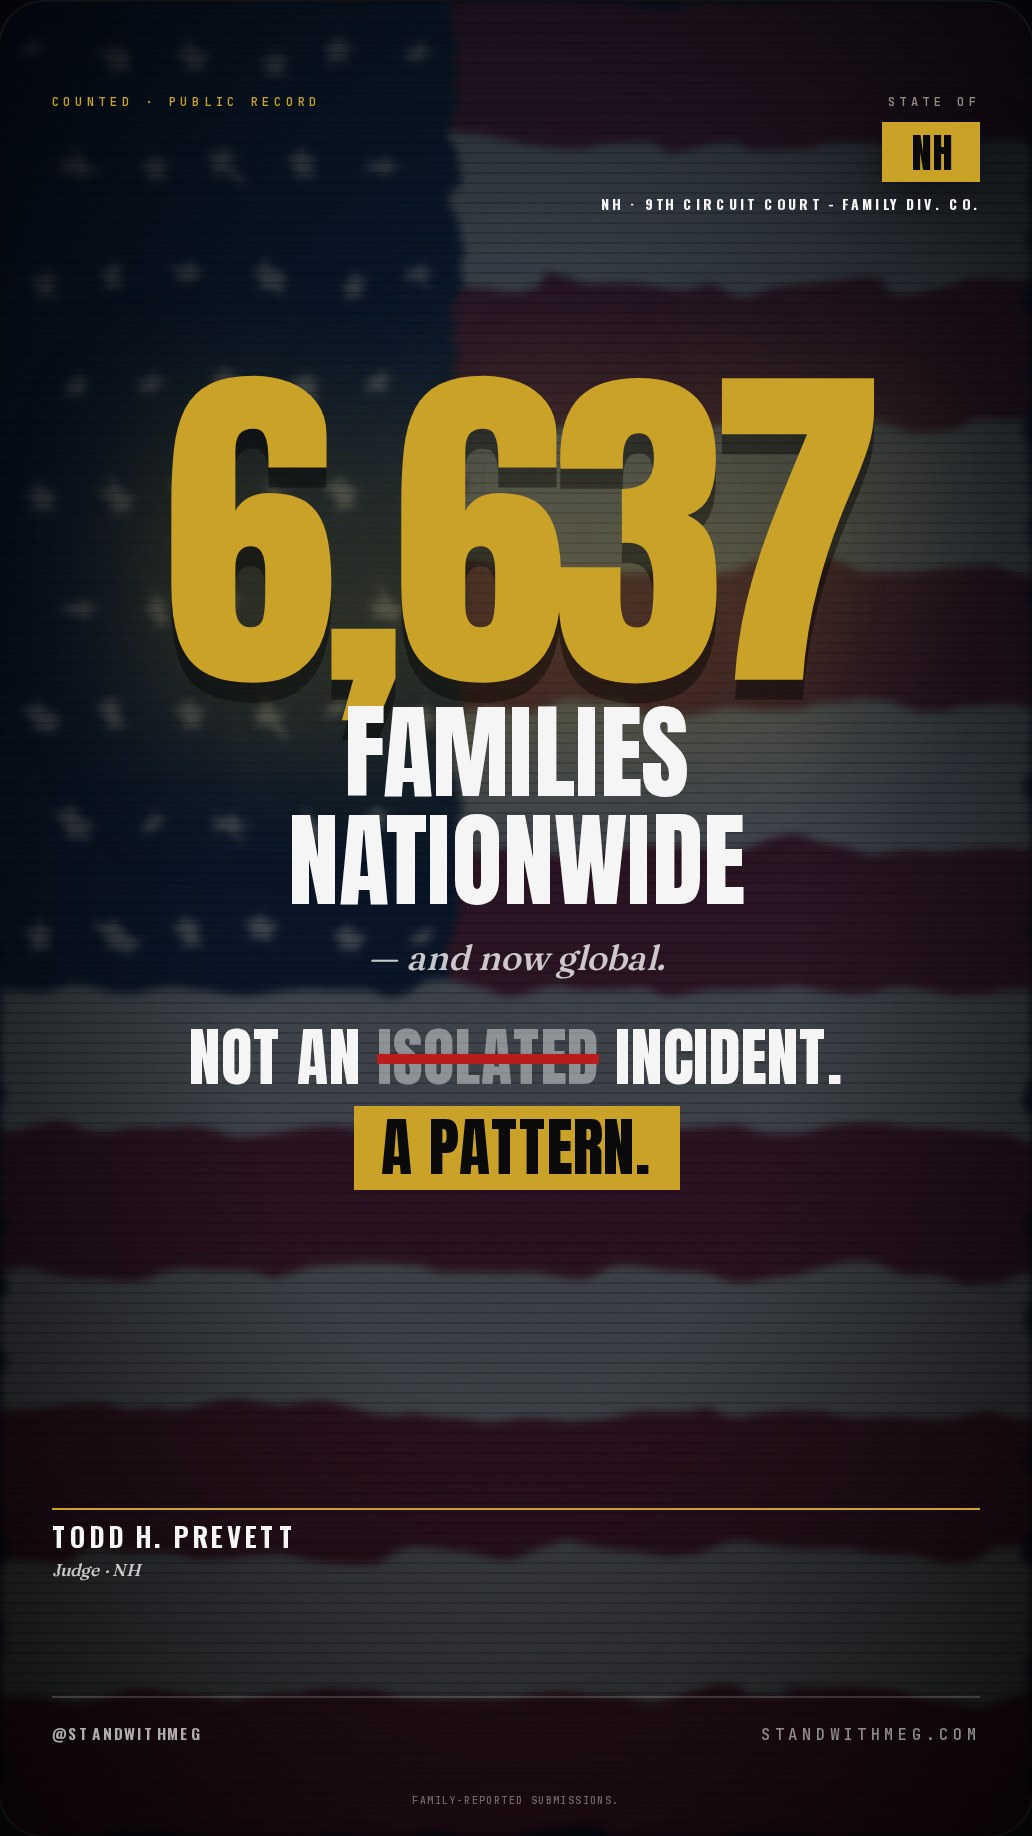 COUNTED · PUBLIC RECORD
STATE OF
NH
NH · 9TH CIRCUIT COURT - FAMILY DIV. CO.
6,637
FAMILIES
NATIONWIDE
— and now global.
NOT AN ISOLATED INCIDENT.
A PATTERN.
TODD H. PREVETT
Judge · NH
@STANDWITHMEG
STANDWITHMEG.COM
FAMILY-REPORTED SUBMISSIONS.